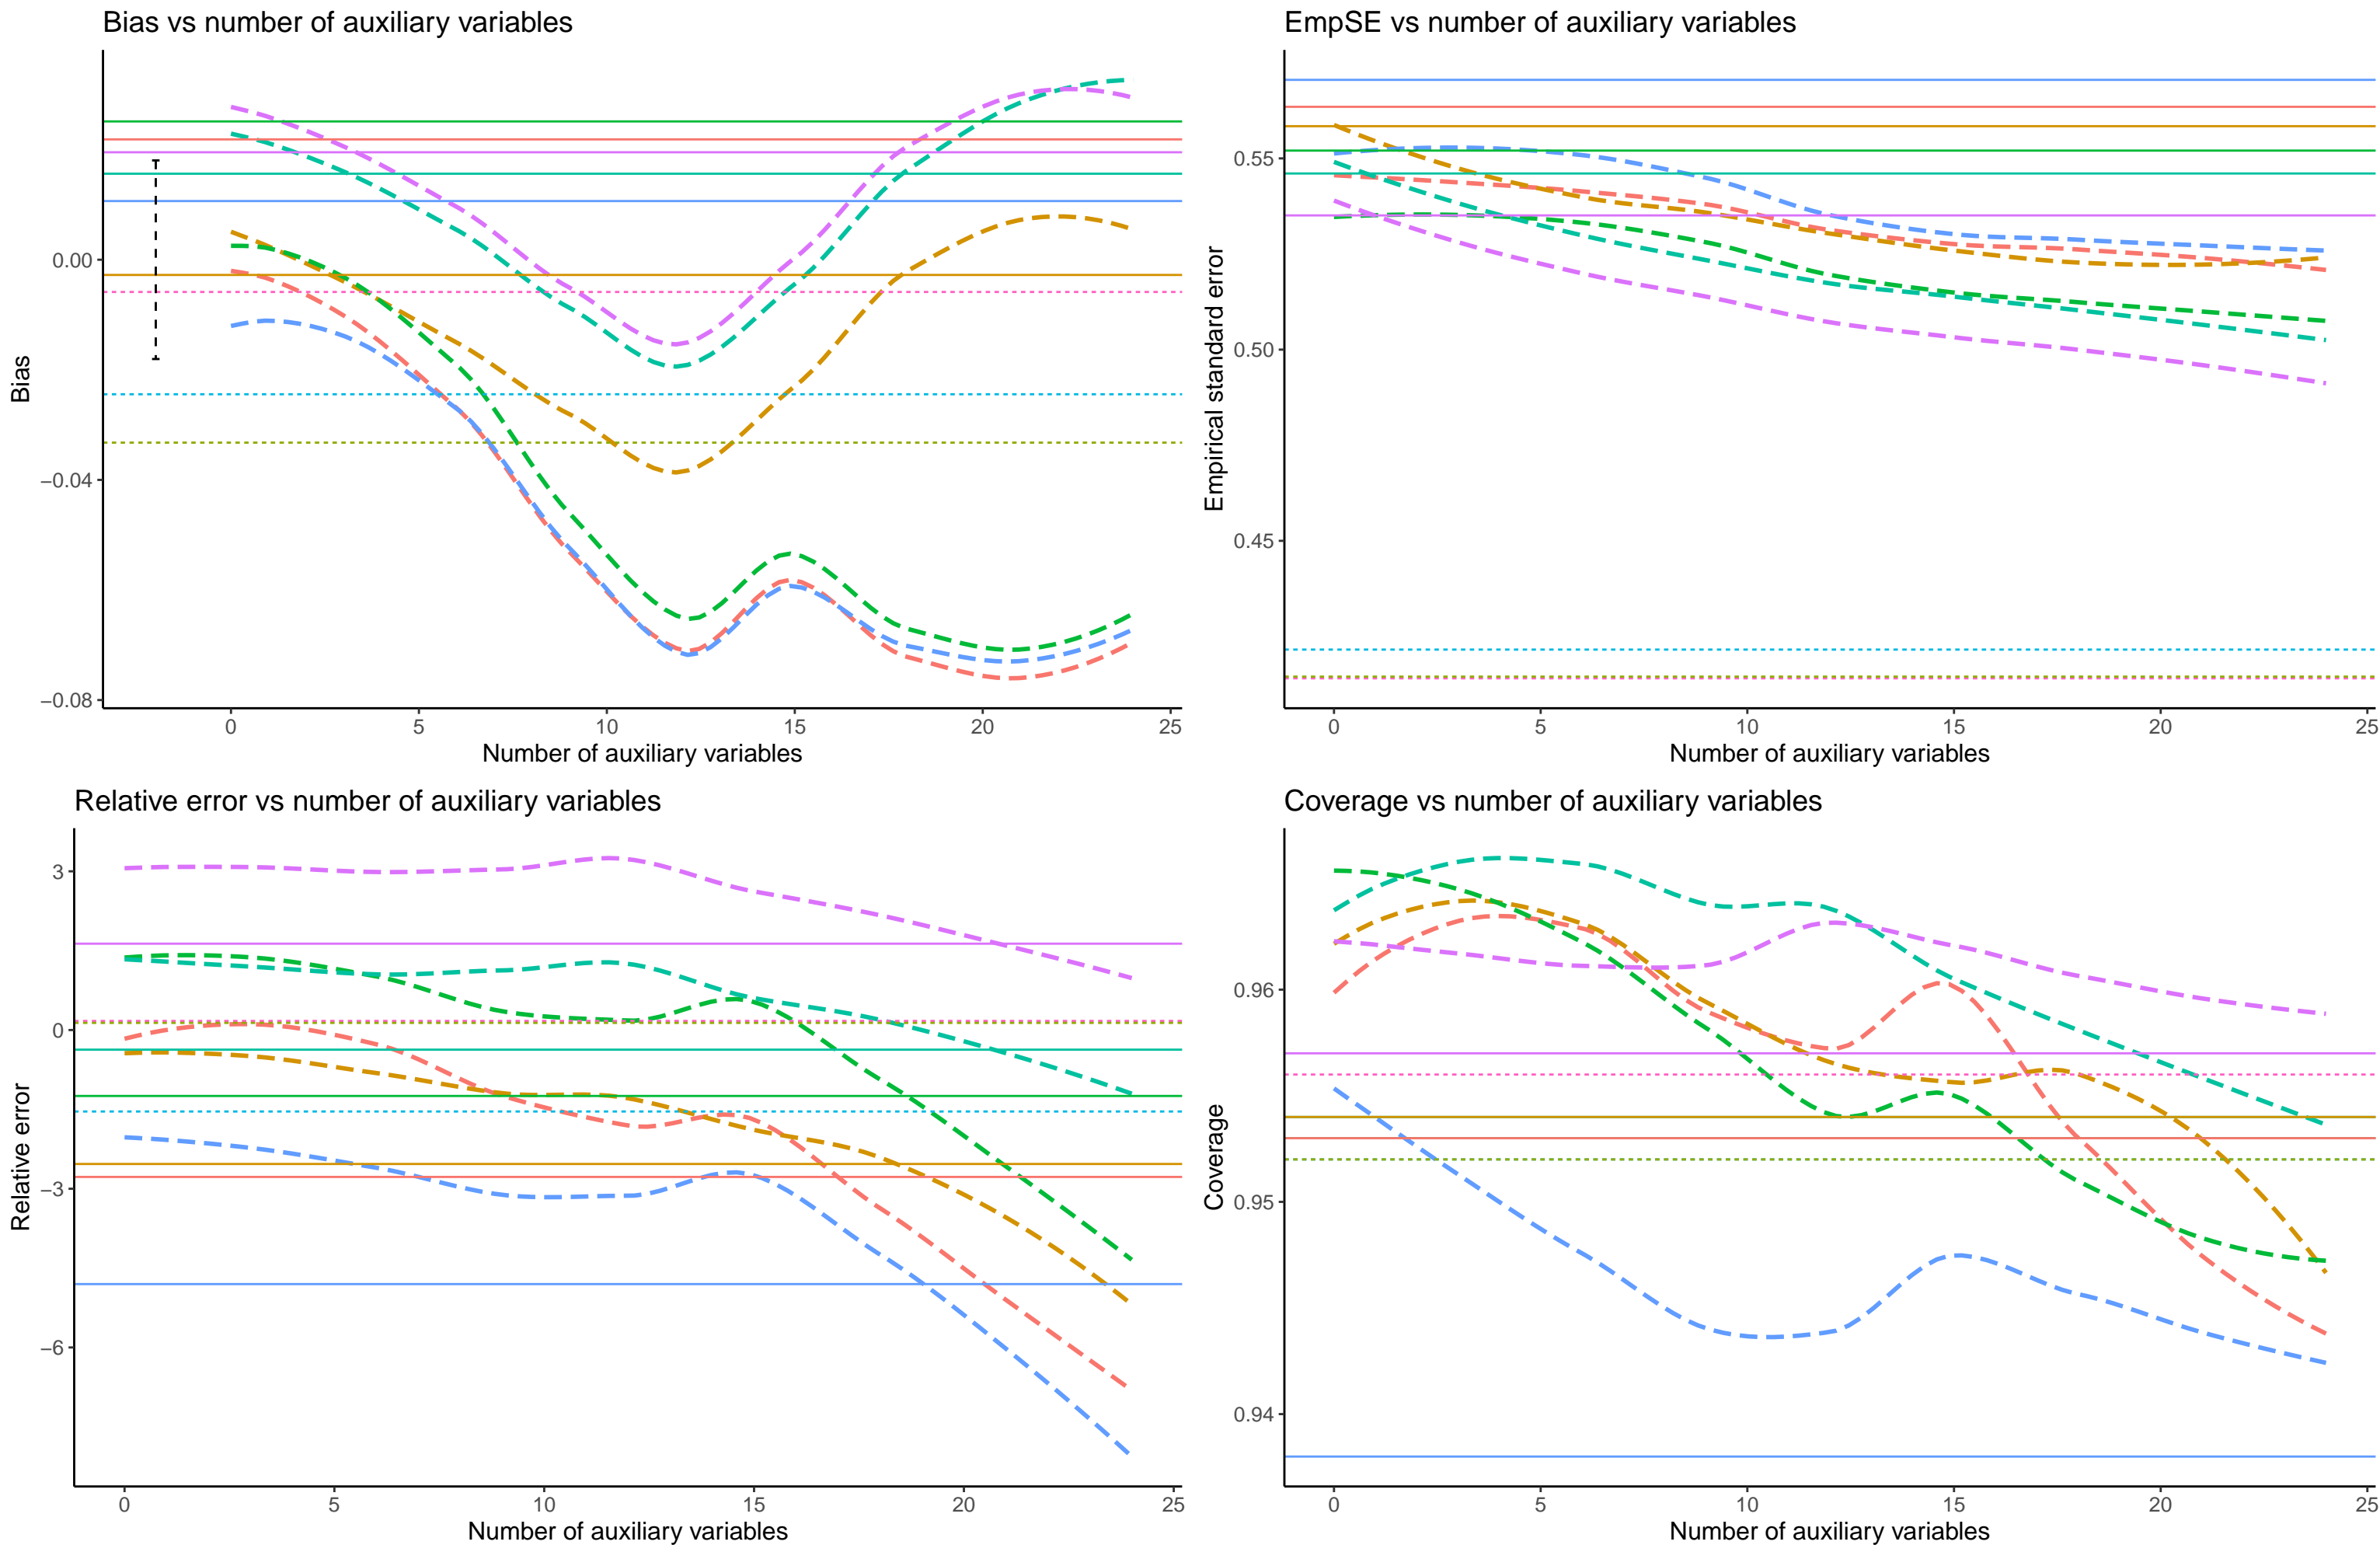 Bias vs number of auxiliary variables
Bias
0.00
−0.04
−0.08
0 5 10 15 20 25
Number of auxiliary variables
EmpSE vs number of auxiliary variables
Empirical standard error
0.55
0.50
0.45
0 5 10 15 20 25
Number of auxiliary variables
Relative error vs number of auxiliary variables
Relative error
3
0
−3
−6
0 5 10 15 20 25
Number of auxiliary variables
Coverage vs number of auxiliary variables
Coverage
0.96
0.95
0.94
0 5 10 15 20 25
Number of auxiliary variables